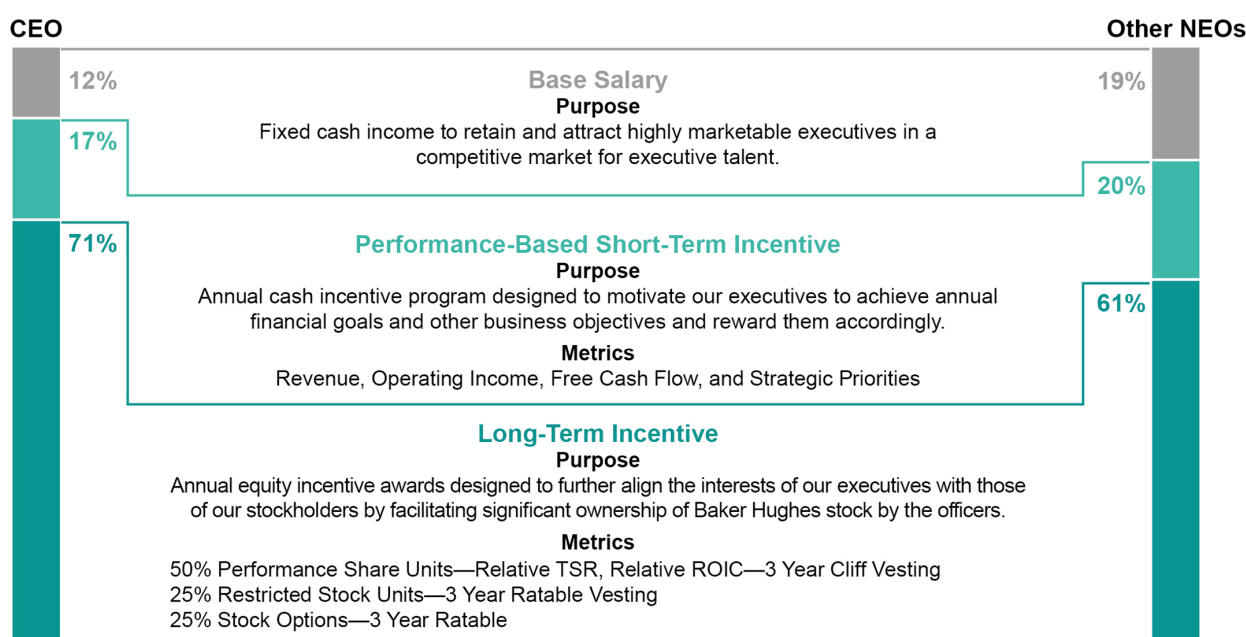 CEO
Other NEOs
12%
Base Salary
19%
Purpose
Fixed cash income to retain and attract highly marketable executives in a
competitive market for executive talent.
17%
20%
71%
Performance-Based Short-Term Incentive
Purpose
Annual cash incentive program designed to motivate our executives to achieve annual
financial goals and other business objectives and reward them accordingly.
61%
Metrics
Revenue, Operating Income, Free Cash Flow, and Strategic Priorities
Long-Term Incentive
Purpose
Annual equity incentive awards designed to further align the interests of our executives with those
of our stockholders by facilitating significant ownership of Baker Hughes stock by the officers.
Metrics
50% Performance Share Units—Relative TSR, Relative ROIC—3 Year Cliff Vesting
25% Restricted Stock Units—3 Year Ratable Vesting
25% Stock Options—3 Year Ratable